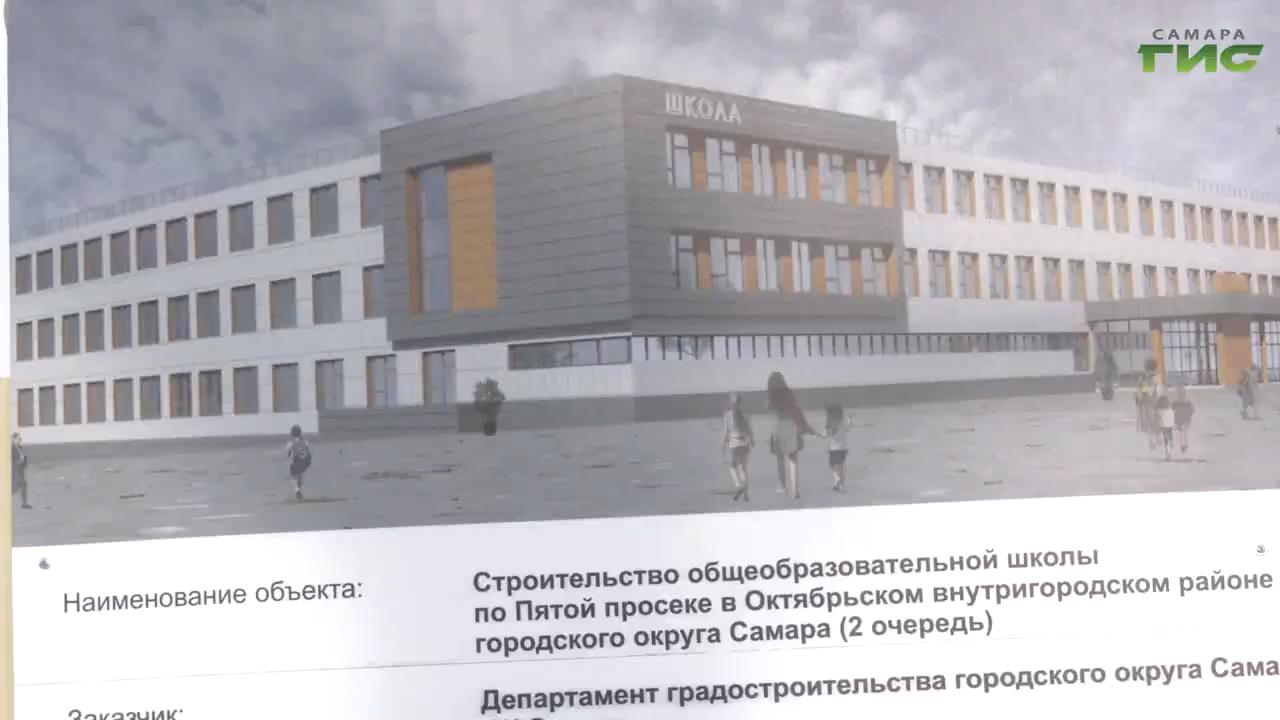 САМАРА
ГИС
ШКОЛА
Наименование объекта:
Строительство общеобразовательной школы
по Пятой просеке в Октябрьском внутригородском районе
городского округа Самара (2 очередь)
Заказчик:
Департамент градостроительства городского округа Сама